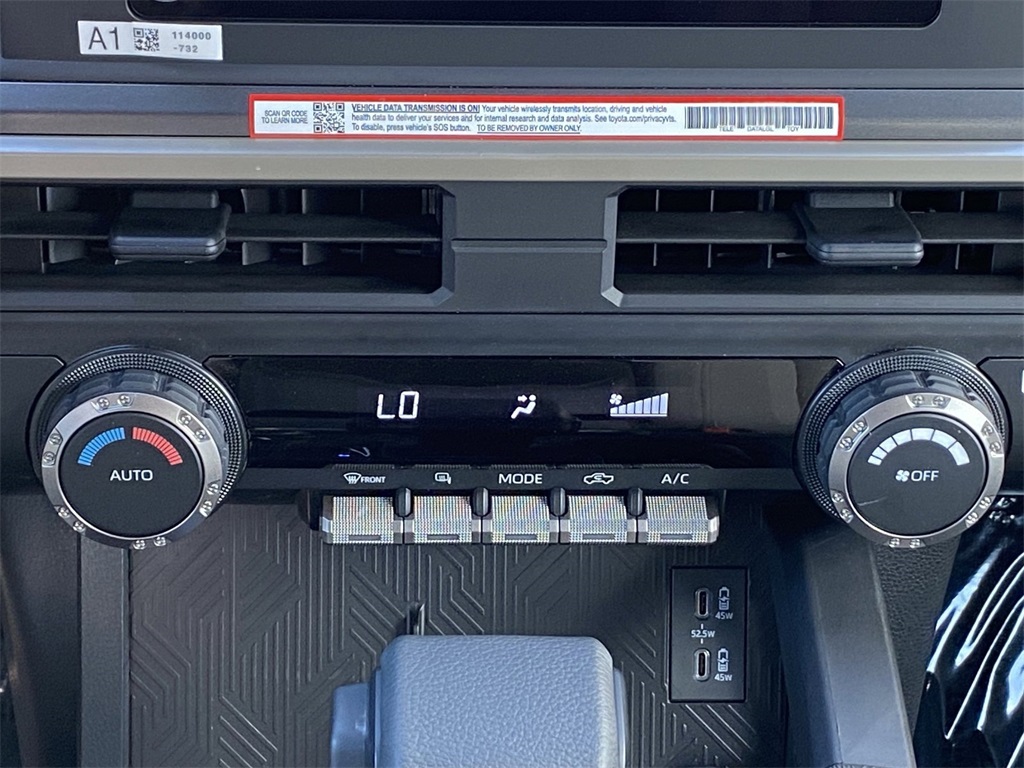 A1
114000
-732
SCAN QR CODE
TO LEARN MORE
VEHICLE DATA TRANSMISSION IS ON! Your vehicle wirelessly transmits location, driving and vehicle
health data to deliver your services and for internal research and data analysis. See toyota.com/privacyvts.
To disable, press vehicle's SOS button. TO BE REMOVED BY OWNER ONLY.
TELE DATALGL TOY
LO
AUTO
OFF
FRONT
MODE
A/C
45W
52.5W
45W